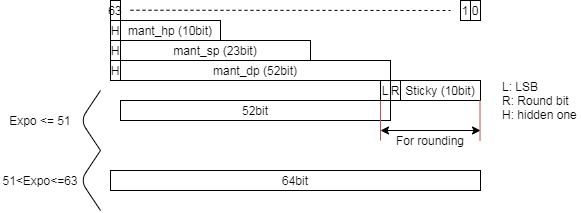 63 1 0
H mant_hp (10bit)
H mant_sp (23bit)
H mant_dp (52bit)
L R Sticky (10bit)
L: LSB
R: Round bit
H: hidden one
52bit
Expo <= 51
For rounding
51<Expo<=63
64bit